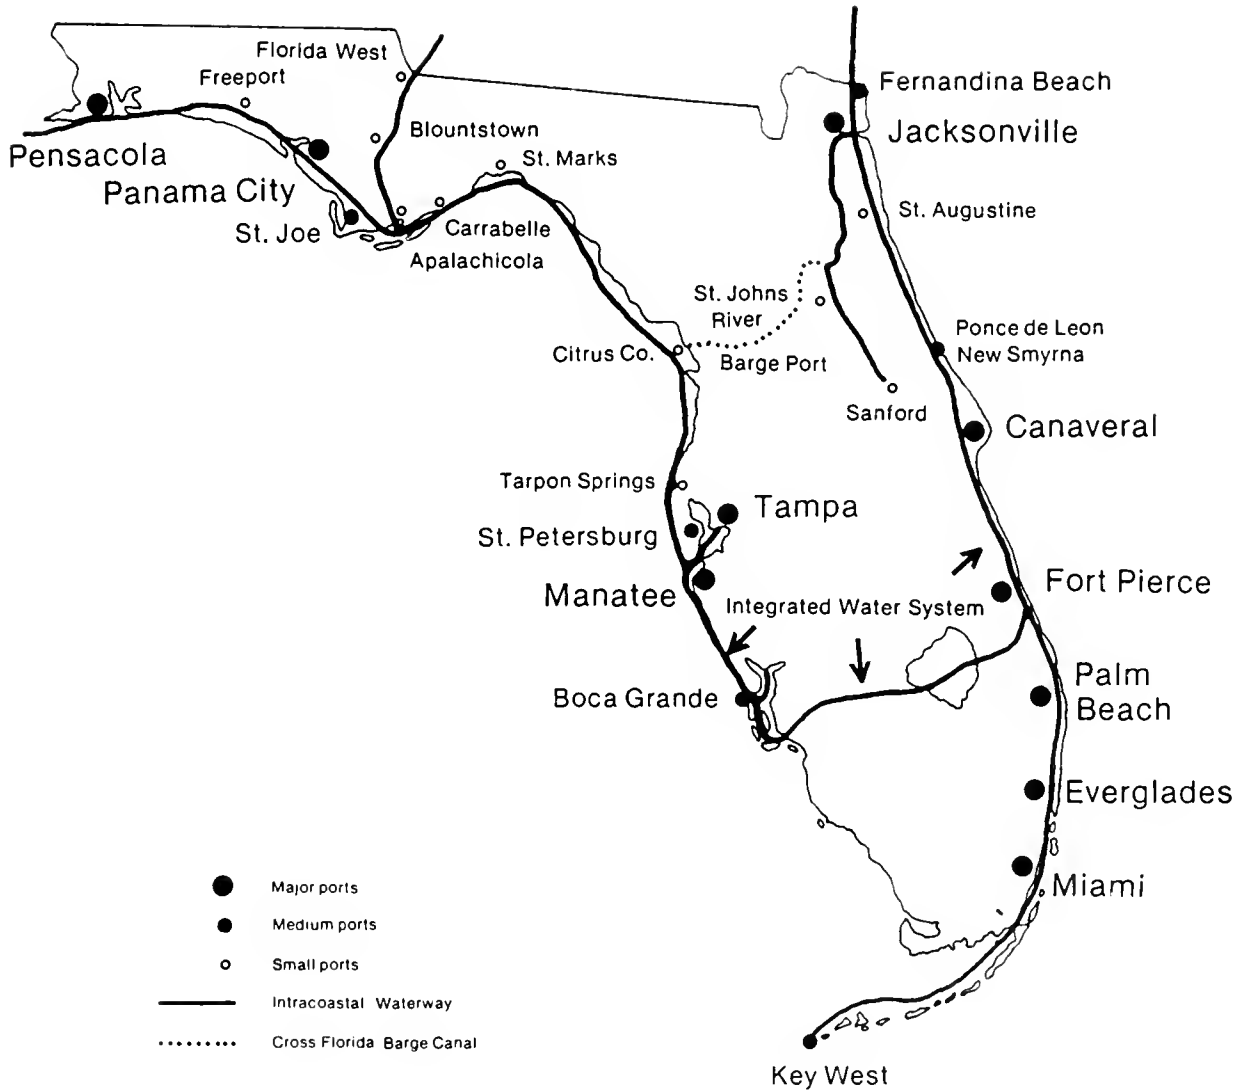 Florida West
Freeport
Fernandina Beach
Jacksonville
Blountstown
Pensacola
St. Marks
Panama City
St. Augustine
St. Joe
Carrabelle
Apalachicola
St. Johns
River
Ponce de Leon
New Smyrna
Citrus Co.
Barge Port
Sanford
Canaveral
Tarpon Springs
Tampa
St. Petersburg
Fort Pierce
Manatee
Integrated Water System
Palm
Beach
Boca Grande
Everglades
Miami
Major ports
Medium ports
Small ports
Intracoastal Waterway
Cross Florida Barge Canal
Key West